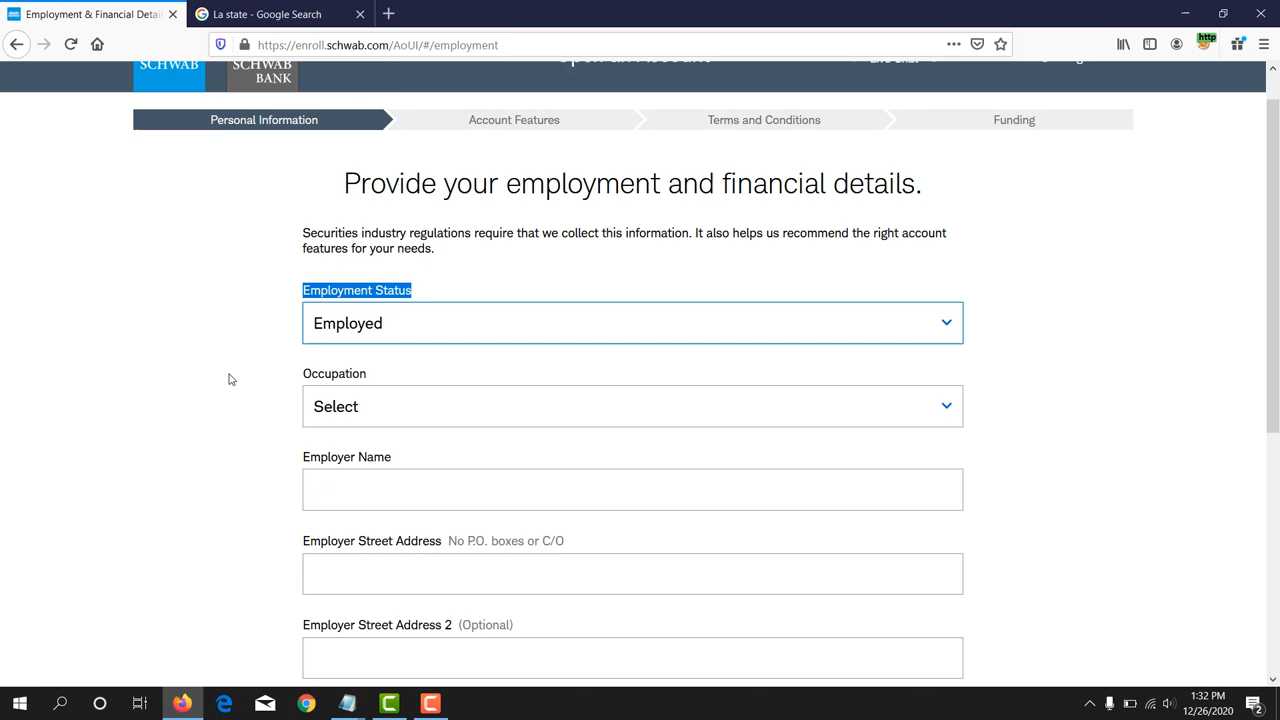 Employment & Financial Detai
La state - Google Search
https://enroll.schwab.com/AoUI/#/employment
http
SCHWAB
SCHWAB
BANK
Personal Information
Account Features
Terms and Conditions
Funding
Provide your employment and financial details.
Securities industry regulations require that we collect this information. It also helps us recommend the right account
features for your needs.
Employment Status
Employed
Occupation
Select
Employer Name
Employer Street Address No P.O. boxes or C/O
Employer Street Address 2 (Optional)
1:32 PM
12/26/2020
2